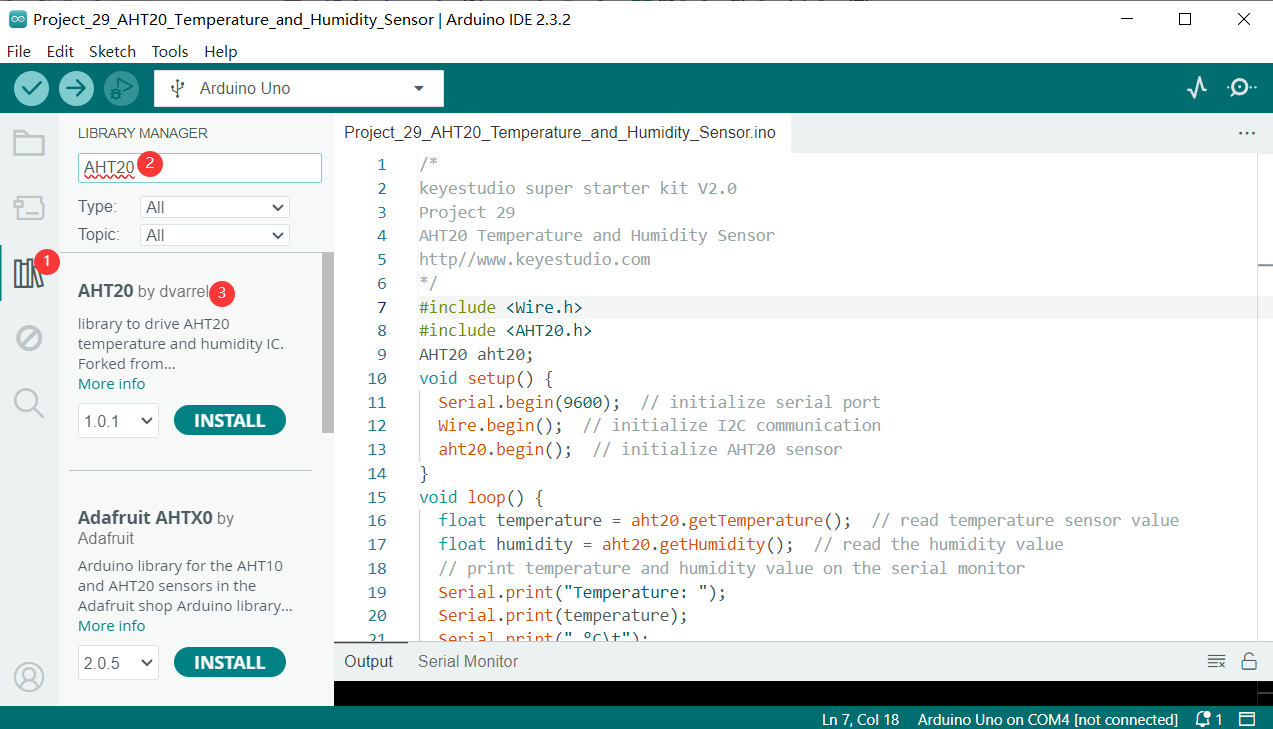 Project_29_AHT20_Temperature_and_Humidity_Sensor | Arduino IDE 2.3.2
File Edit Sketch Tools Help
Arduino Uno
LIBRARY MANAGER
AHT20 2
Type: All
Topic: All
1
AHT20 by dvarrel 3
library to drive AHT20
temperature and humidity IC.
Forked from...
More info
1.0.1 INSTALL
Adafruit AHTX0 by
Adafruit
Arduino library for the AHT10
and AHT20 sensors in the
Adafruit shop Arduino library...
More info
2.0.5 INSTALL
Project_29_AHT20_Temperature_and_Humidity_Sensor.ino
1 /*
2 keyestudio super starter kit V2.0
3 Project 29
4 AHT20 Temperature and Humidity Sensor
5 http//www.keyestudio.com
6 */
7 #include <Wire.h>
8 #include <AHT20.h>
9 AHT20 aht20;
10 void setup() {
11 Serial.begin(9600); // initialize serial port
12 Wire.begin(); // initialize I2C communication
13 aht20.begin(); // initialize AHT20 sensor
14 }
15 void loop() {
16 float temperature = aht20.getTemperature(); // read temperature sensor value
17 float humidity = aht20.getHumidity(); // read the humidity value
18 // print temperature and humidity value on the serial monitor
19 Serial.print("Temperature: ");
20 Serial.print(temperature);
21 Serial.print(" °C\t");
Output Serial Monitor
Ln 7, Col 18 Arduino Uno on COM4 [not connected] 1